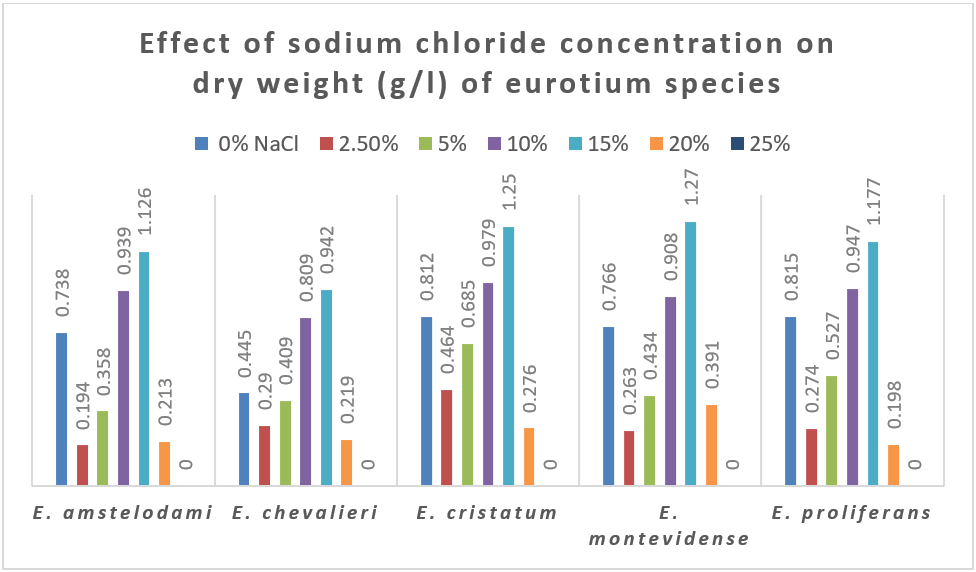 Effect of sodium chloride concentration on
dry weight (g/l) of eurotium species
0% NaCl 2.50% 5% 10% 15% 20% 25%
0.738 0.194 0.358 0.939 1.126 0.213 0
0.445 0.29 0.409 0.809 0.942 0.219 0
0.812 0.464 0.685 0.979 1.25 0.276 0
0.766 0.263 0.434 0.908 1.27 0.391 0
0.815 0.274 0.527 0.947 1.177 0.198 0
E. amstelodami
E. chevalieri
E. cristatum
E.
montevidense
E. proliferans